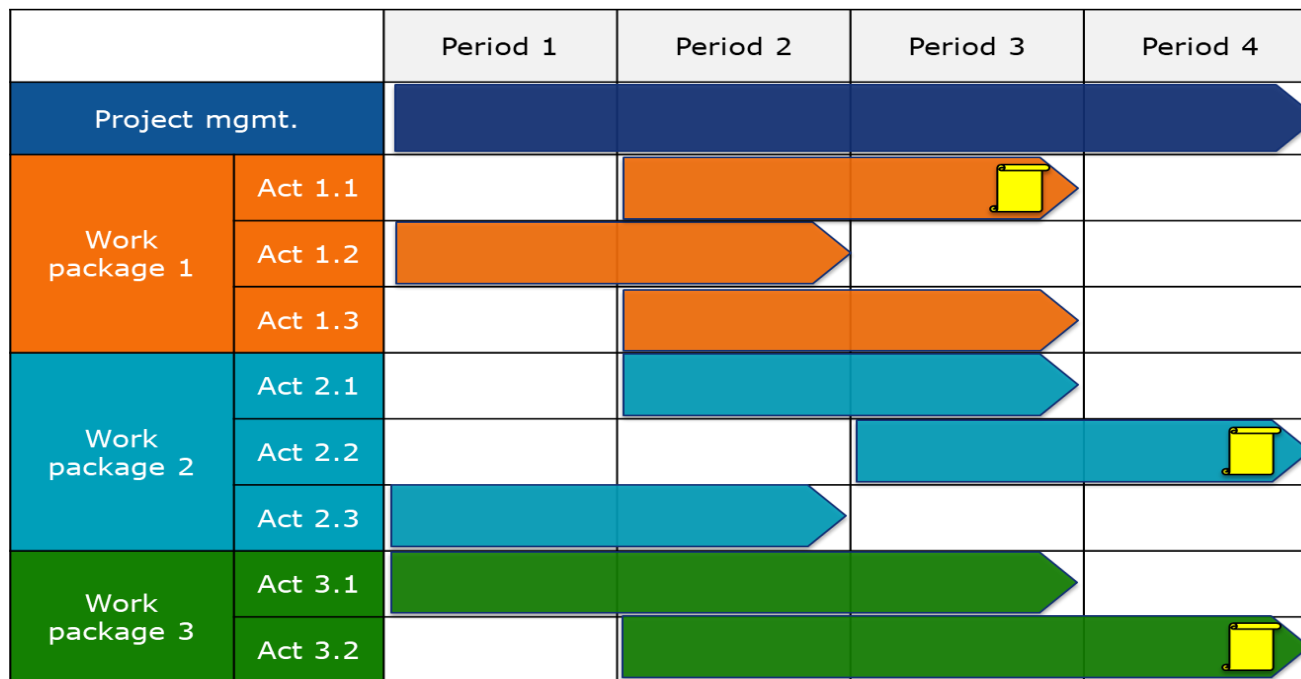 Period 1
Period 2
Period 3
Period 4
Project mgmt.
Work
package 1
Act 1.1
Act 1.2
Act 1.3
Work
package 2
Act 2.1
Act 2.2
Act 2.3
Work
package 3
Act 3.1
Act 3.2